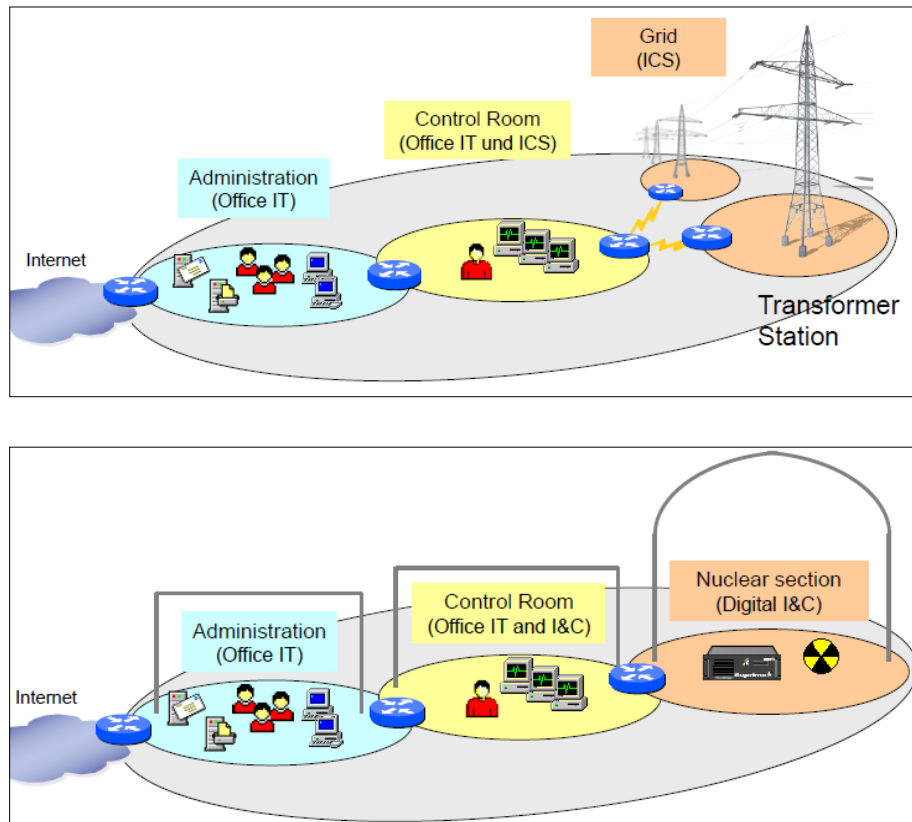 Grid
(ICS)
Control Room
(Office IT und ICS)
Administration
(Office IT)
Internet
Transformer
Station
Nuclear section
(Digital I&C)
Control Room
(Office IT and I&C)
Administration
(Office IT)
Internet